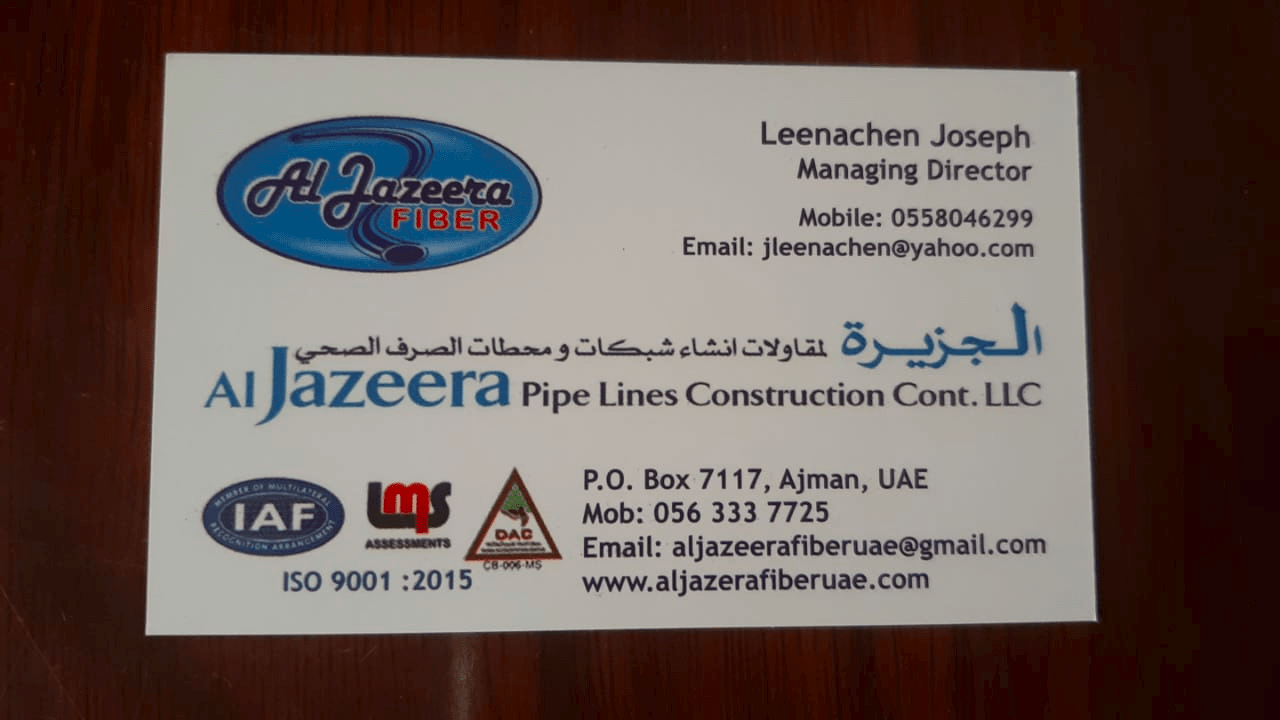 Al Jazeera
FIBER
Leenachen Joseph
Managing Director
Mobile: 0558046299
Email: jleenachen@yahoo.com
الجزيرة لمقاولات انشاء شبكات و محطات الصرف الصحي
Al Jazeera Pipe Lines Construction Cont. LLC
MEMBER OF MULTILATERAL
IAF
RECOGNITION ARRANGEMENT
LMS
ASSESSMENTS
DAC
CB-006-MS
ISO 9001 :2015
P.O. Box 7117, Ajman, UAE
Mob: 056 333 7725
Email: aljazeerafiberuae@gmail.com
www.aljazerafiberuae.com